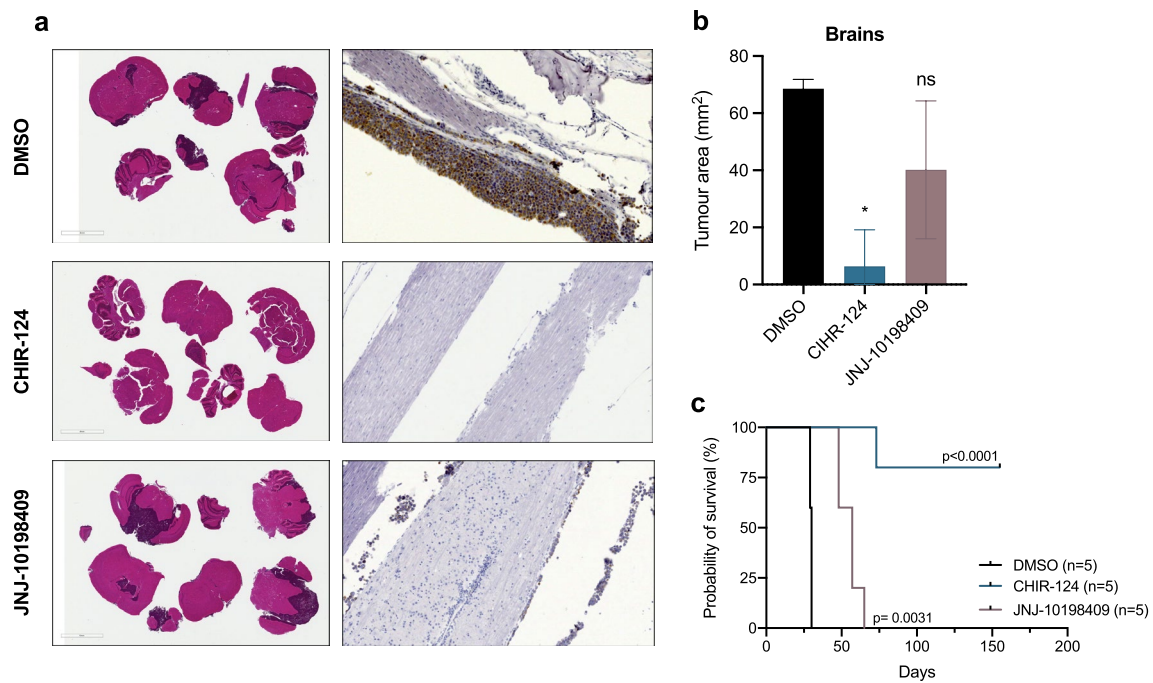 a
DMSO
CHIR-124
JNJ-10198409
b
Brains
Tumour area (mm²)
80
60
40
20
0
*
ns
DMSO
CIHR-124
JNJ-10198409
c
Probability of survival (%)
100
75
50
25
0
p<0.0001
p= 0.0031
DMSO (n=5)
CHIR-124 (n=5)
JNJ-10198409 (n=5)
0 50 100 150 200
Days